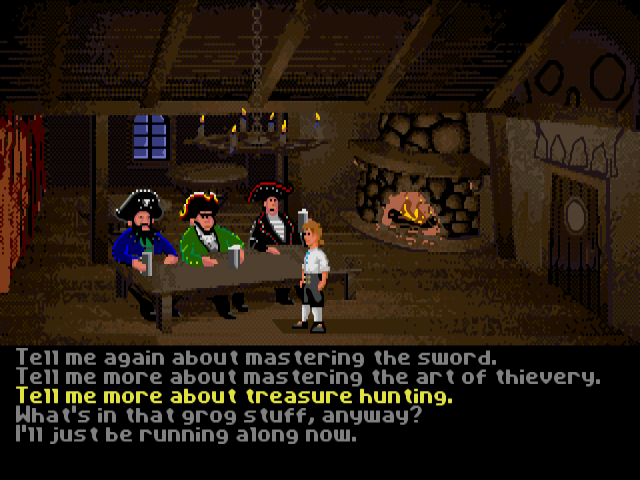 Tell me again about mastering the sword.
Tell me more about mastering the art of thievery.
Tell me more about treasure hunting.
What's in that grog stuff, anyway?
I'll just be running along now.